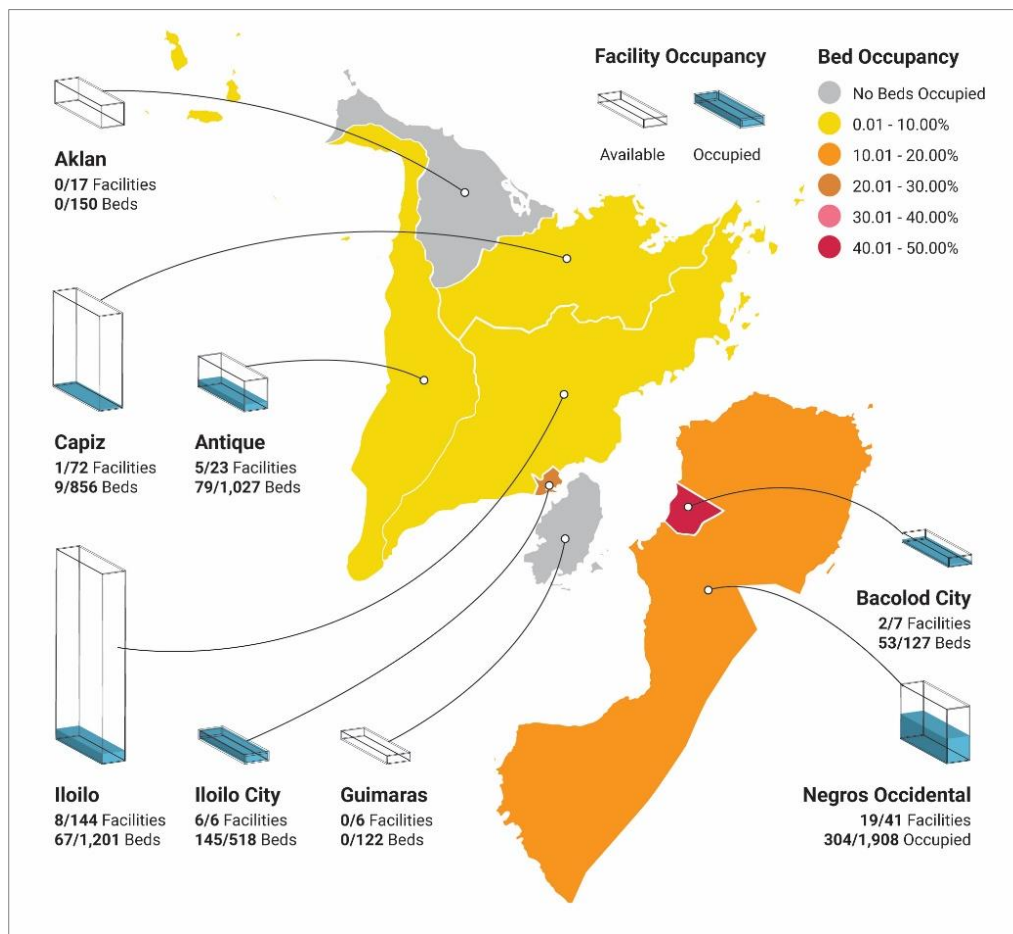 Facility Occupancy
Available
Occupied
Bed Occupancy
No Beds Occupied
0.01 - 10.00%
10.01 - 20.00%
20.01 - 30.00%
30.01 - 40.00%
40.01 - 50.00%
Aklan
0/17 Facilities
0/150 Beds
Capiz
1/72 Facilities
9/856 Beds
Antique
5/23 Facilities
79/1,027 Beds
Bacolod City
2/7 Facilities
53/127 Beds
Iloilo
8/144 Facilities
67/1,201 Beds
Iloilo City
6/6 Facilities
145/518 Beds
Guimaras
0/6 Facilities
0/122 Beds
Negros Occidental
19/41 Facilities
304/1,908 Occupied